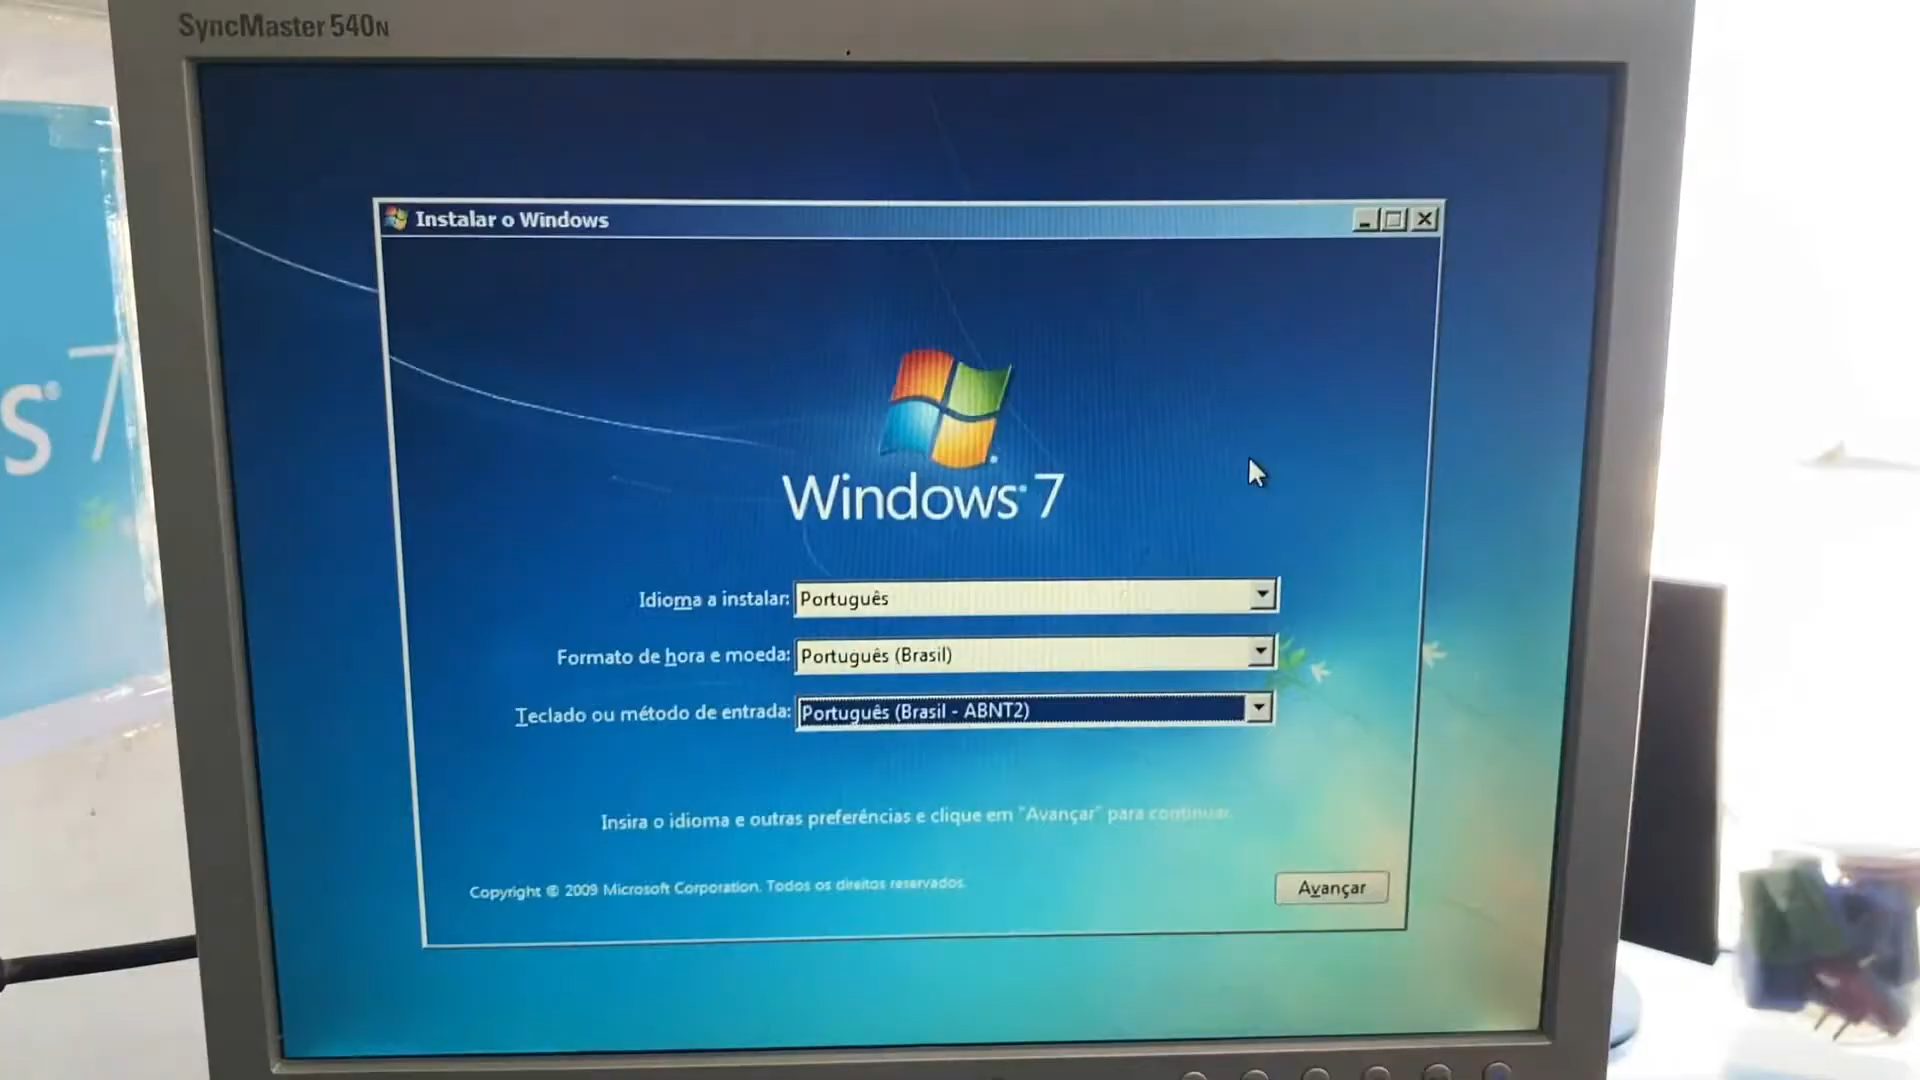 SyncMaster 540N
Instalar o Windows
s 7
Windows 7
Idioma a instalar: Português
Formato de hora e moeda: Português (Brasil)
Teclado ou método de entrada: Português (Brasil - ABNT2)
Insira o idioma e outras preferências e clique em "Avançar" para continuar.
Copyright © 2009 Microsoft Corporation. Todos os direitos reservados.
Avançar